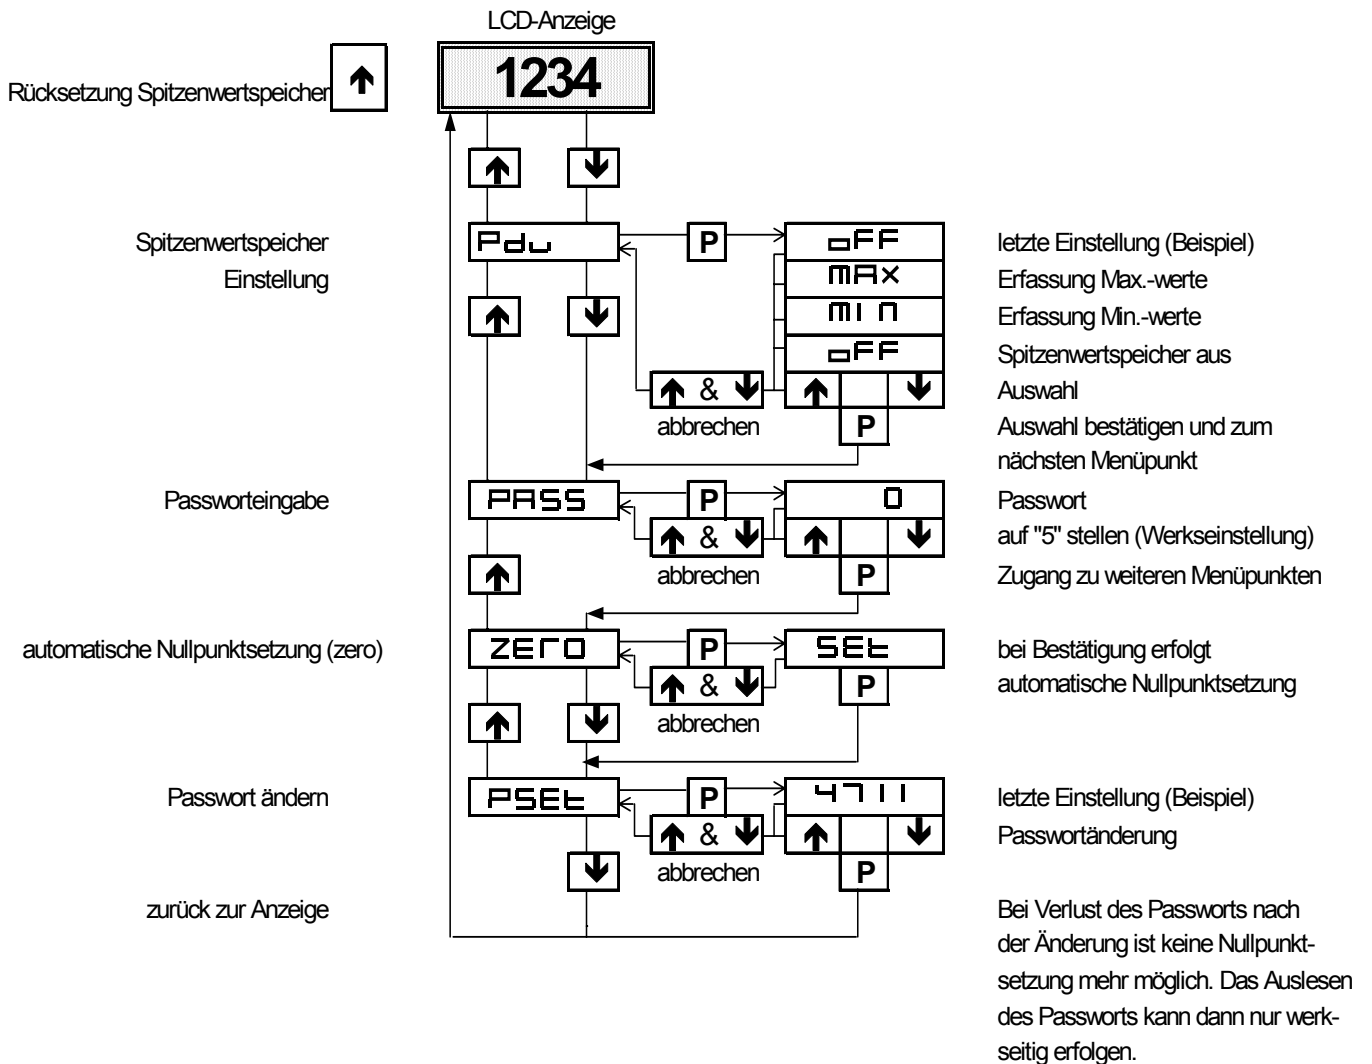 LCD-Anzeige
1234
Rücksetzung Spitzenwertspeicher
Spitzenwertspeicher
Einstellung
Pdv
P
oFF
letzte Einstellung (Beispiel)
MAX
Erfassung Max.-werte
MIN
Erfassung Min.-werte
oFF
Spitzenwertspeicher aus
&
Auswahl
abbrechen
P
Auswahl bestätigen und zum
nächsten Menüpunkt
Passworteingabe
PASS
P
0
Passwort
&
auf "5" stellen (Werkseinstellung)
abbrechen
P
Zugang zu weiteren Menüpunkten
automatische Nullpunktsetzung (zero)
ZERO
P
SEt
bei Bestätigung erfolgt
&
P
automatische Nullpunktsetzung
abbrechen
Passwort ändern
PSEt
P
4711
letzte Einstellung (Beispiel)
&
Passwortänderung
abbrechen
P
zurück zur Anzeige
Bei Verlust des Passworts nach
der Änderung ist keine Nullpunkt-
setzung mehr möglich. Das Auslesen
des Passworts kann dann nur werk-
seitig erfolgen.